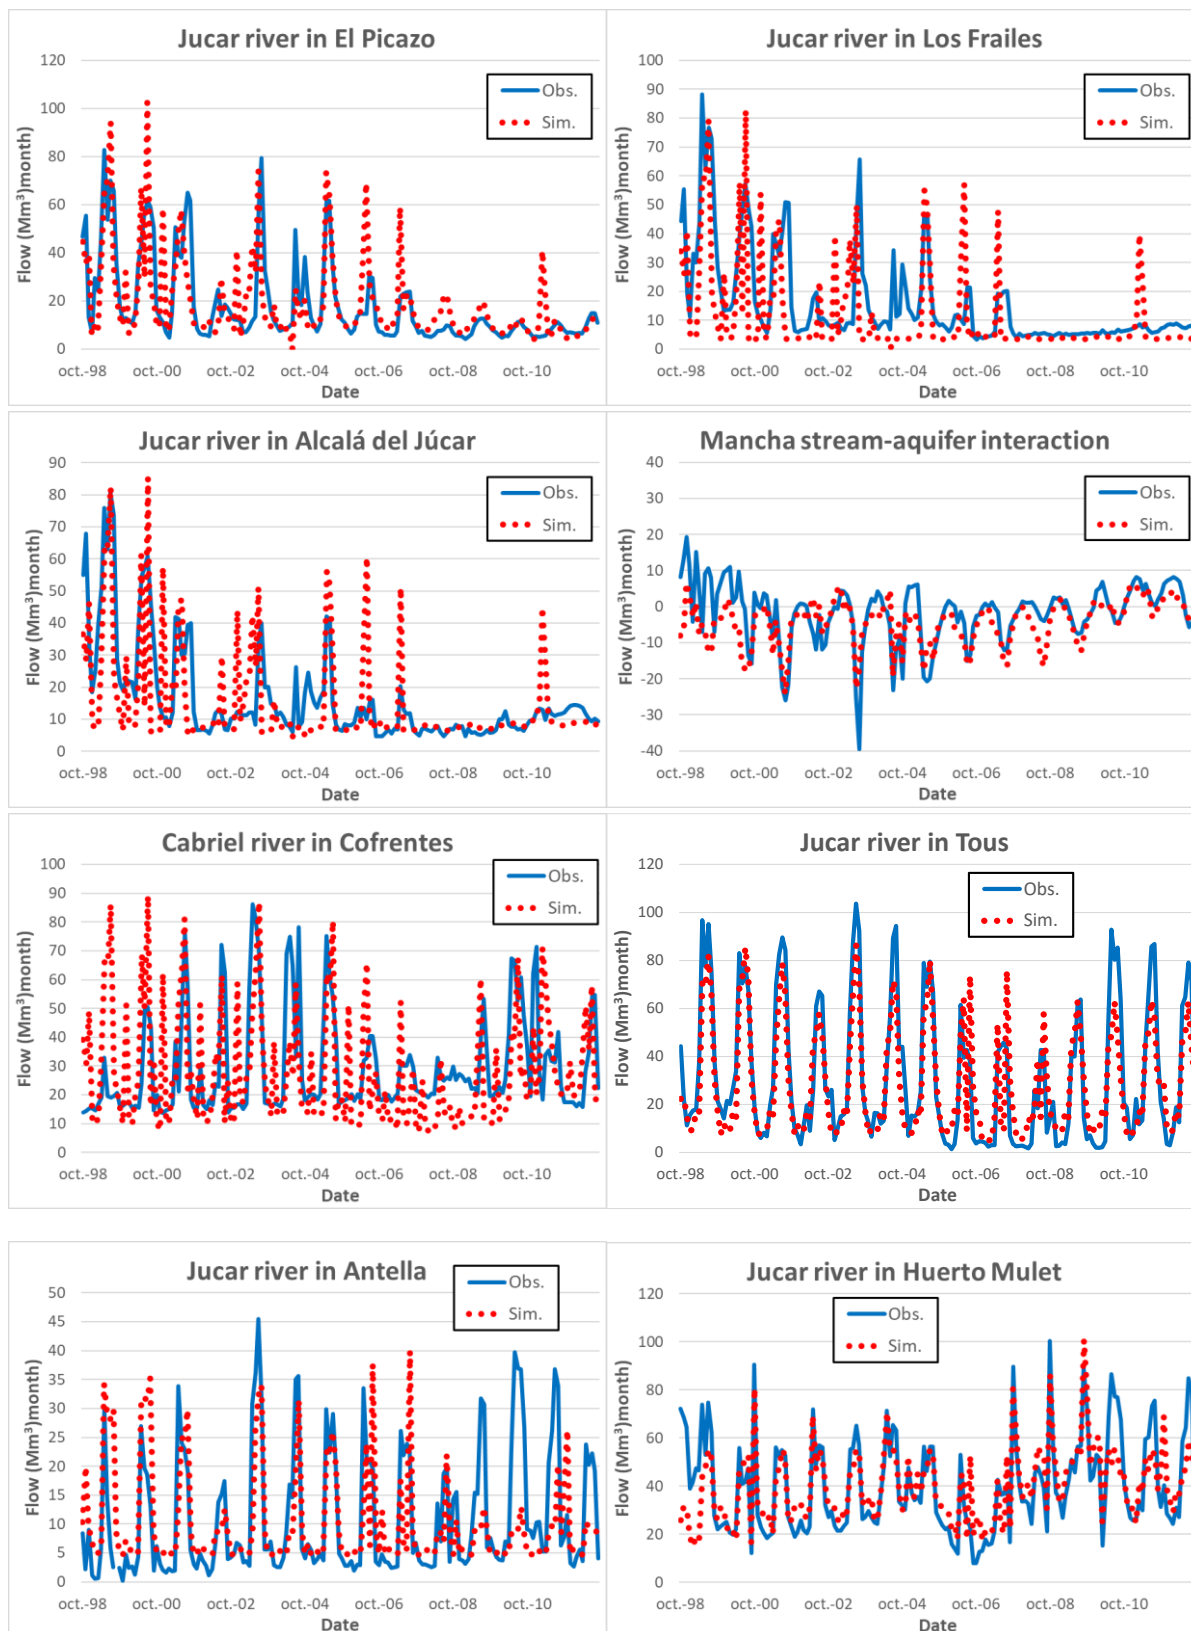 Jucar river in El Picazo
Flow (Mm³)month)
120
100
80
60
40
20
0
Obs.
Sim.
oct.-98 oct.-00 oct.-02 oct.-04 oct.-06 oct.-08 oct.-10
Date
Jucar river in Los Frailes
Flow (Mm³)month)
100
90
80
70
60
50
40
30
20
10
0
Obs.
Sim.
oct.-98 oct.-00 oct.-02 oct.-04 oct.-06 oct.-08 oct.-10
Date
Jucar river in Alcalá del Júcar
Flow (Mm³)month)
90
80
70
60
50
40
30
20
10
0
Obs.
Sim.
oct.-98 oct.-00 oct.-02 oct.-04 oct.-06 oct.-08 oct.-10
Date
Mancha stream-aquifer interaction
Flow (Mm³)month)
40
30
20
10
0
-10
-20
-30
-40
Obs.
Sim.
oct.-98 oct.-00 oct.-02 oct.-04 oct.-06 oct.-08 oct.-10
Date
Cabriel river in Cofrentes
Flow (Mm³)month)
100
90
80
70
60
50
40
30
20
10
0
Obs.
Sim.
oct.-98 oct.-00 oct.-02 oct.-04 oct.-06 oct.-08 oct.-10
Date
Jucar river in Tous
Flow (Mm³)month)
120
100
80
60
40
20
0
Obs.
Sim.
oct.-98 oct.-00 oct.-02 oct.-04 oct.-06 oct.-08 oct.-10
Date
Jucar river in Antella
Flow (Mm³)month)
50
45
40
35
30
25
20
15
10
5
0
Obs.
Sim.
oct.-98 oct.-00 oct.-02 oct.-04 oct.-06 oct.-08 oct.-10
Date
Jucar river in Huerto Mulet
Flow (Mm³)month)
120
100
80
60
40
20
0
Obs.
Sim.
oct.-98 oct.-00 oct.-02 oct.-04 oct.-06 oct.-08 oct.-10
Date